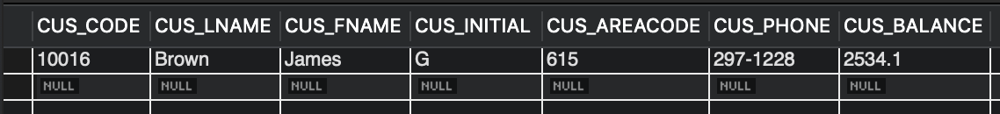 CUS_CODE CUS_LNAME CUS_FNAME CUS_INITIAL CUS_AREACODE CUS_PHONE CUS_BALANCE
10016 Brown James G 615 297-1228 2534.1
NULL NULL NULL NULL NULL NULL NULL